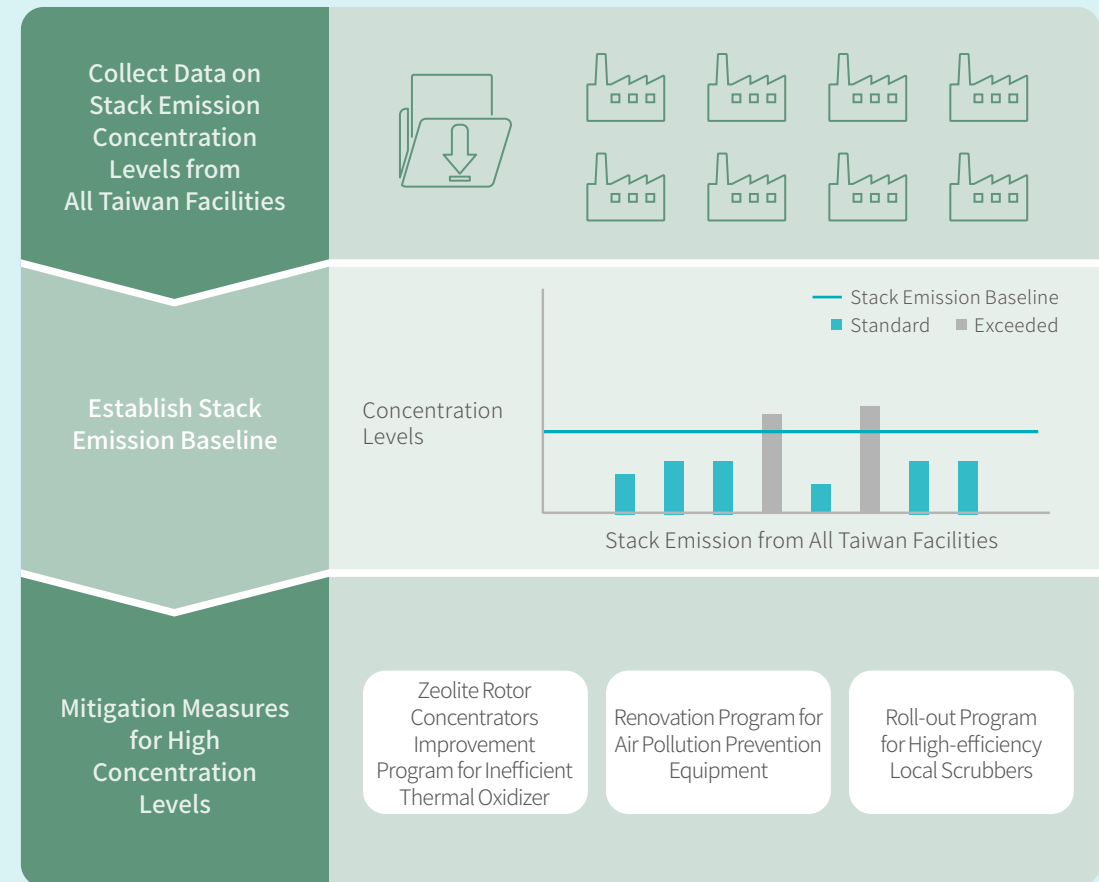 Collect Data on
Stack Emission
Concentration
Levels from
All Taiwan Facilities
Establish Stack
Emission Baseline
Stack Emission Baseline
Standard Exceeded
Concentration
Levels
Stack Emission from All Taiwan Facilities
Mitigation Measures
for High
Concentration
Levels
Zeolite Rotor
Concentrators
Improvement
Program for Inefficient
Thermal Oxidizer
Renovation Program for
Air Pollution Prevention
Equipment
Roll-out Program
for High-efficiency
Local Scrubbers